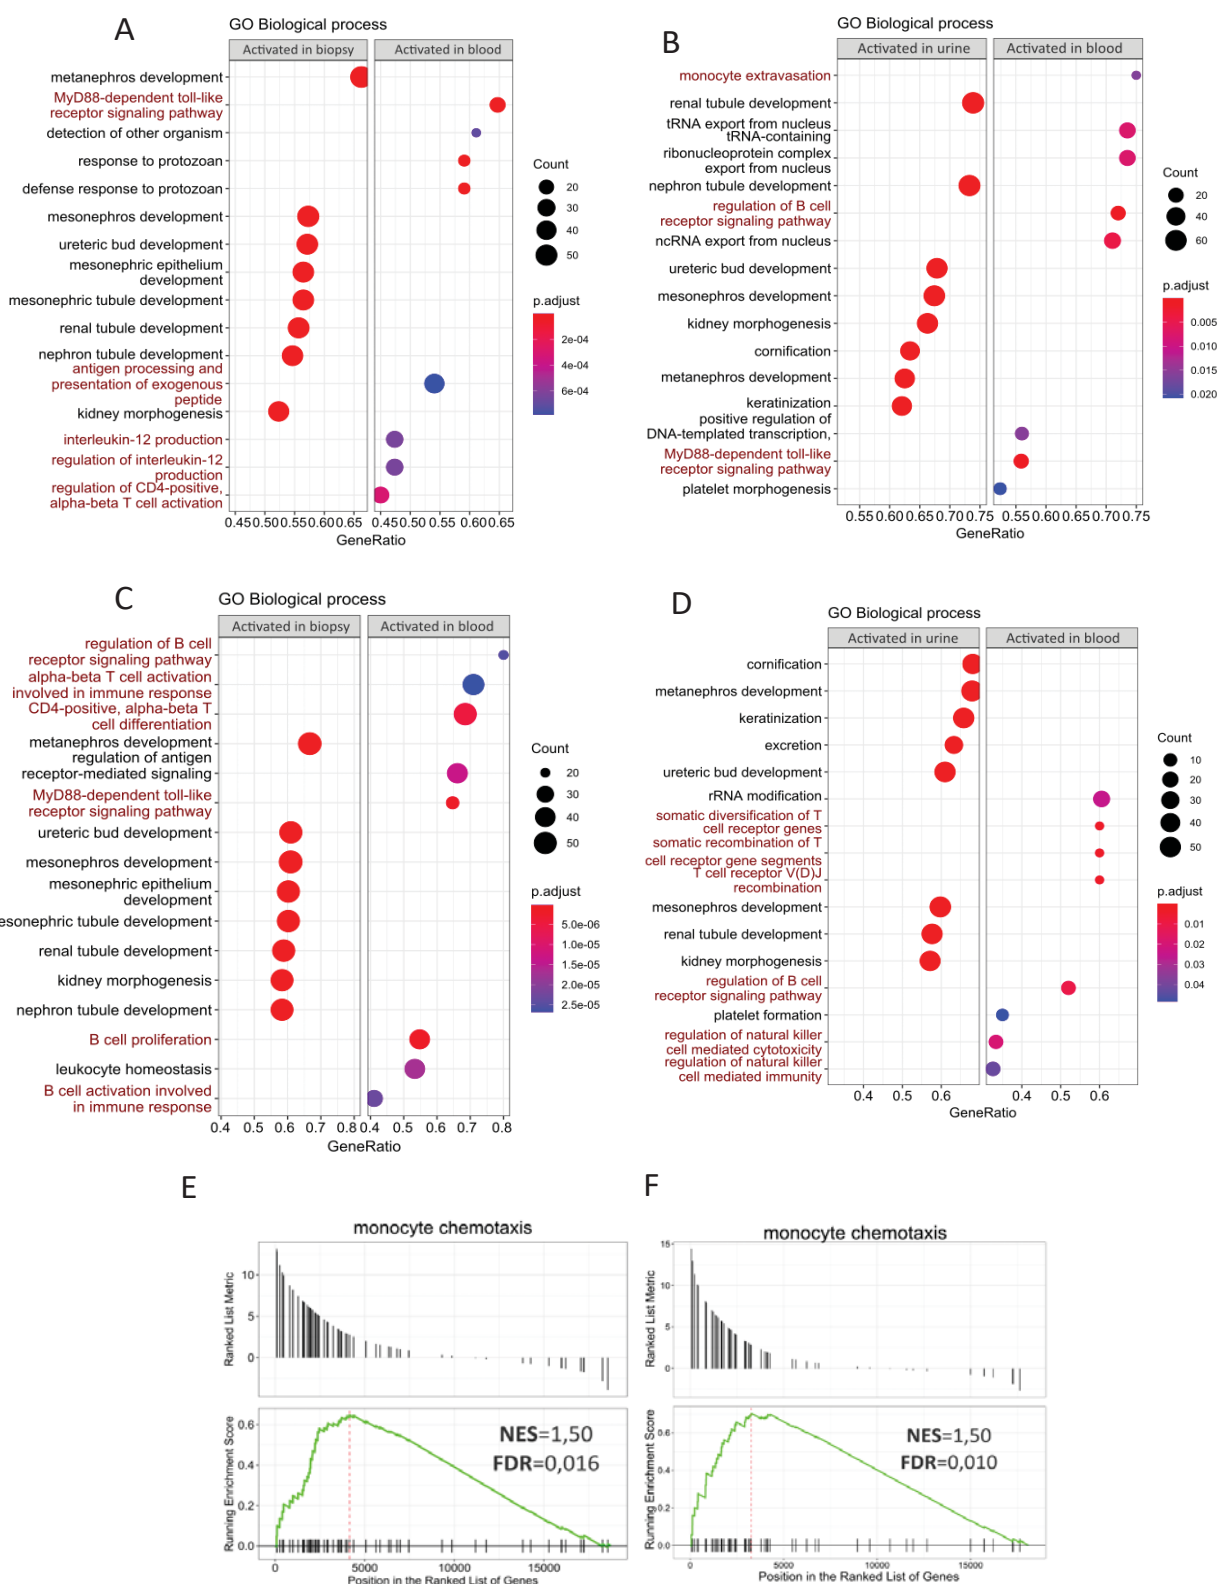 A
GO Biological process
Activated in biopsy
Activated in blood
metanephros development
MyD88-dependent toll-like
receptor signaling pathway
detection of other organism
response to protozoan
defense response to protozoan
mesonephros development
ureteric bud development
mesonephric epithelium
development
mesonephric tubule development
renal tubule development
nephron tubule development
antigen processing and
presentation of exogenous
peptide
kidney morphogenesis
interleukin-12 production
regulation of interleukin-12
production
regulation of CD4-positive,
alpha-beta T cell activation
0.45 0.50 0.55 0.60 0.65
0.45 0.50 0.55 0.60 0.65
GeneRatio
Count
20
30
40
50
p.adjust
2e-04
4e-04
6e-04
B
GO Biological process
Activated in urine
Activated in blood
monocyte extravasation
renal tubule development
tRNA export from nucleus
tRNA-containing
ribonucleoprotein complex
export from nucleus
nephron tubule development
regulation of B cell
receptor signaling pathway
ncRNA export from nucleus
ureteric bud development
mesonephros development
kidney morphogenesis
cornification
metanephros development
keratinization
positive regulation of
DNA-templated transcription,
MyD88-dependent toll-like
receptor signaling pathway
platelet morphogenesis
0.55 0.60 0.65 0.70 0.75
0.55 0.60 0.65 0.70 0.75
GeneRatio
Count
20
40
60
p.adjust
0.005
0.010
0.015
0.020
C
GO Biological process
Activated in biopsy
Activated in blood
regulation of B cell
receptor signaling pathway
alpha-beta T cell activation
involved in immune response
CD4-positive, alpha-beta T
cell differentiation
metanephros development
regulation of antigen
receptor-mediated signaling
MyD88-dependent toll-like
receptor signaling pathway
ureteric bud development
mesonephros development
mesonephric epithelium
development
esonephric tubule development
renal tubule development
kidney morphogenesis
nephron tubule development
B cell proliferation
leukocyte homeostasis
B cell activation involved
in immune response
0.4 0.5 0.6 0.7 0.8
0.4 0.5 0.6 0.7 0.8
GeneRatio
Count
20
30
40
50
p.adjust
5.0e-06
1.0e-05
1.5e-05
2.0e-05
2.5e-05
D
GO Biological process
Activated in urine
Activated in blood
cornification
metanephros development
keratinization
excretion
ureteric bud development
rRNA modification
somatic diversification of T
cell receptor genes
somatic recombination of T
cell receptor gene segments
T cell receptor V(D)J
recombination
mesonephros development
renal tubule development
kidney morphogenesis
regulation of B cell
receptor signaling pathway
platelet formation
regulation of natural killer
cell mediated cytotoxicity
regulation of natural killer
cell mediated immunity
0.4 0.5 0.6
0.4 0.6
GeneRatio
Count
10
20
30
40
50
p.adjust
0.01
0.02
0.03
0.04
E
monocyte chemotaxis
Ranked List Metric
10
5
0
Running Enrichment Score
0.6
0.4
0.2
0.0
NES=1,50
FDR=0,016
0 5000 10000 15000
Position in the Ranked List of Genes
F
monocyte chemotaxis
Ranked List Metric
15
10
5
0
Running Enrichment Score
0.6
0.4
0.2
0.0
NES=1,50
FDR=0,010
0 5000 10000 15000
Position in the Ranked List of Genes